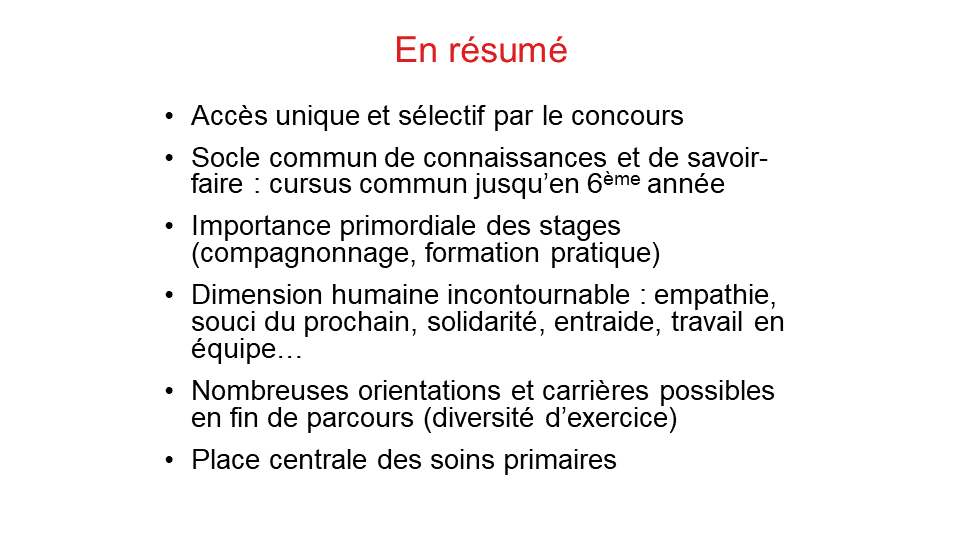 En résumé
• Accès unique et sélectif par le concours
• Socle commun de connaissances et de savoir-
faire : cursus commun jusqu’en 6ème année
• Importance primordiale des stages
(compagnonnage, formation pratique)
• Dimension humaine incontournable : empathie,
souci du prochain, solidarité, entraide, travail en
équipe…
• Nombreuses orientations et carrières possibles
en fin de parcours (diversité d’exercice)
• Place centrale des soins primaires